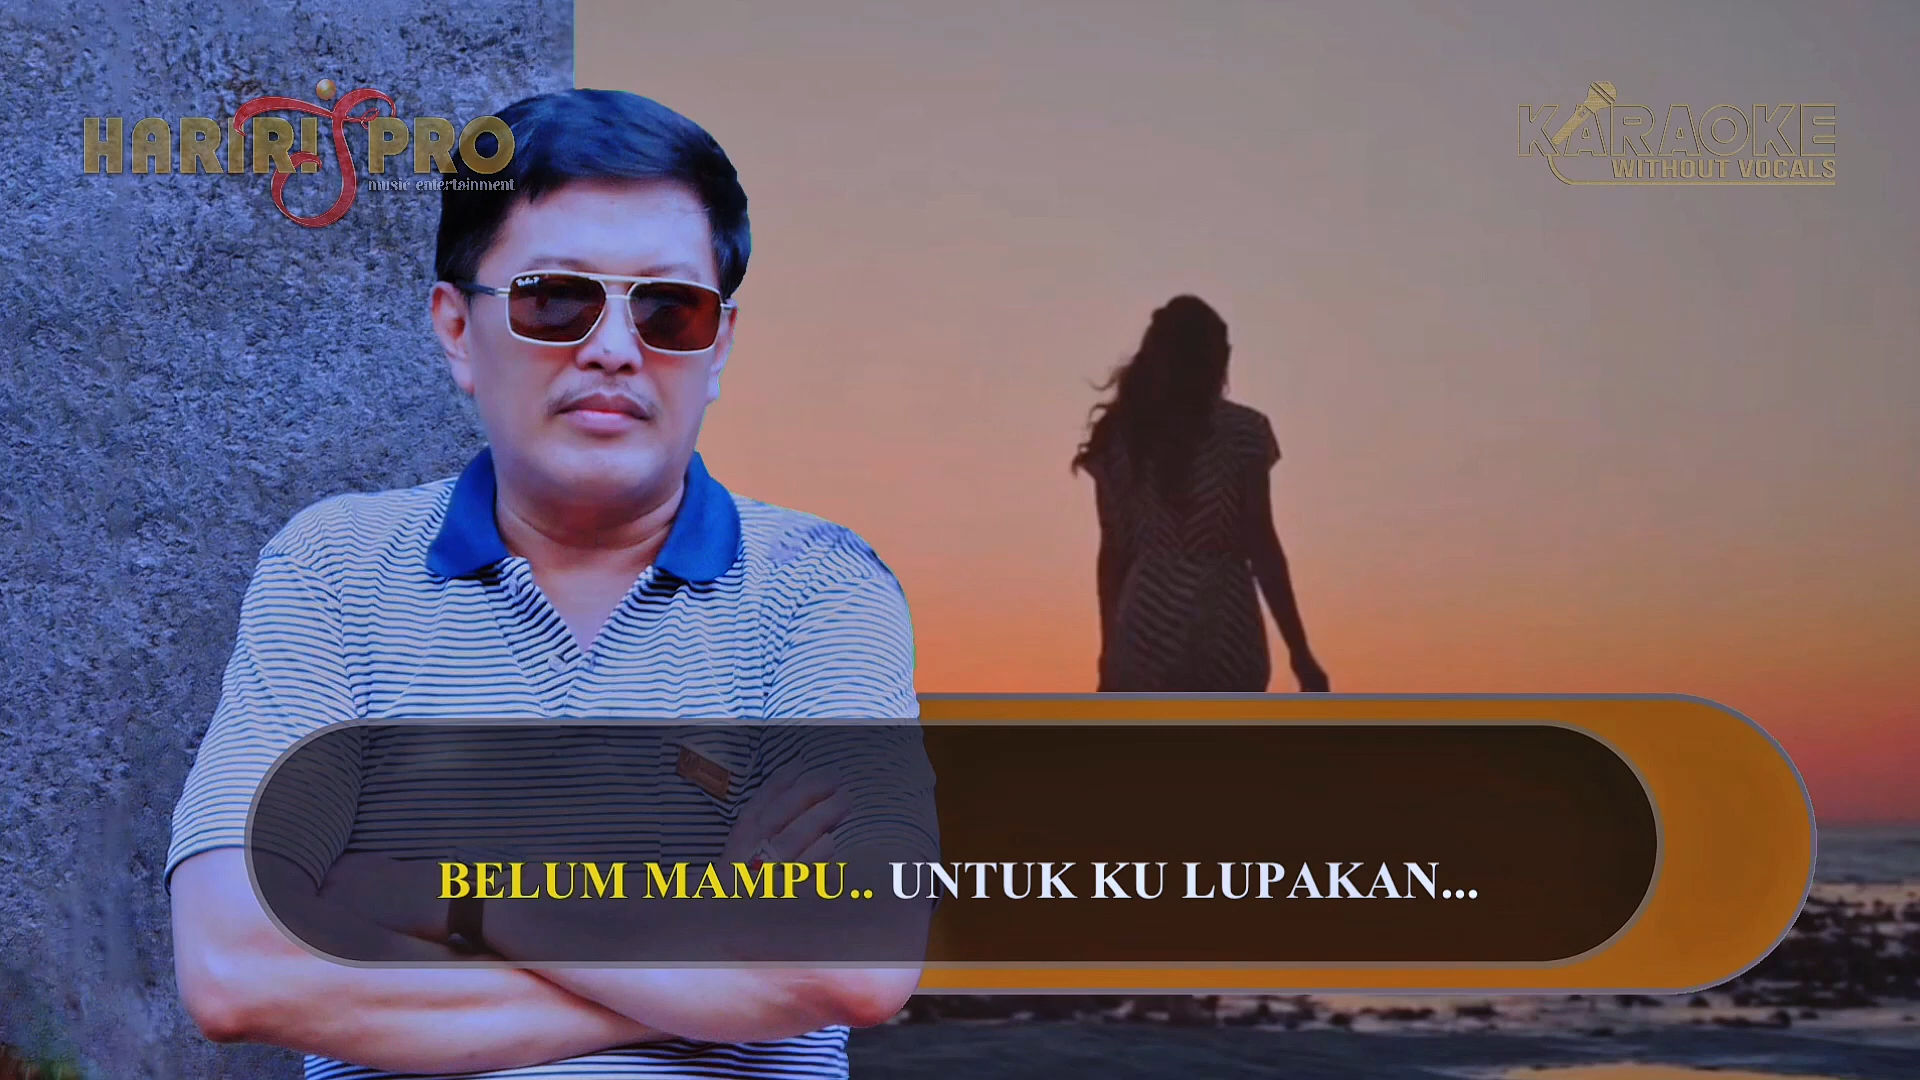 HARIRI PRO
music entertainment
KARAOKE
WITHOUT VOCALS
BELUM MAMPU.. UNTUK KU LUPAKAN...